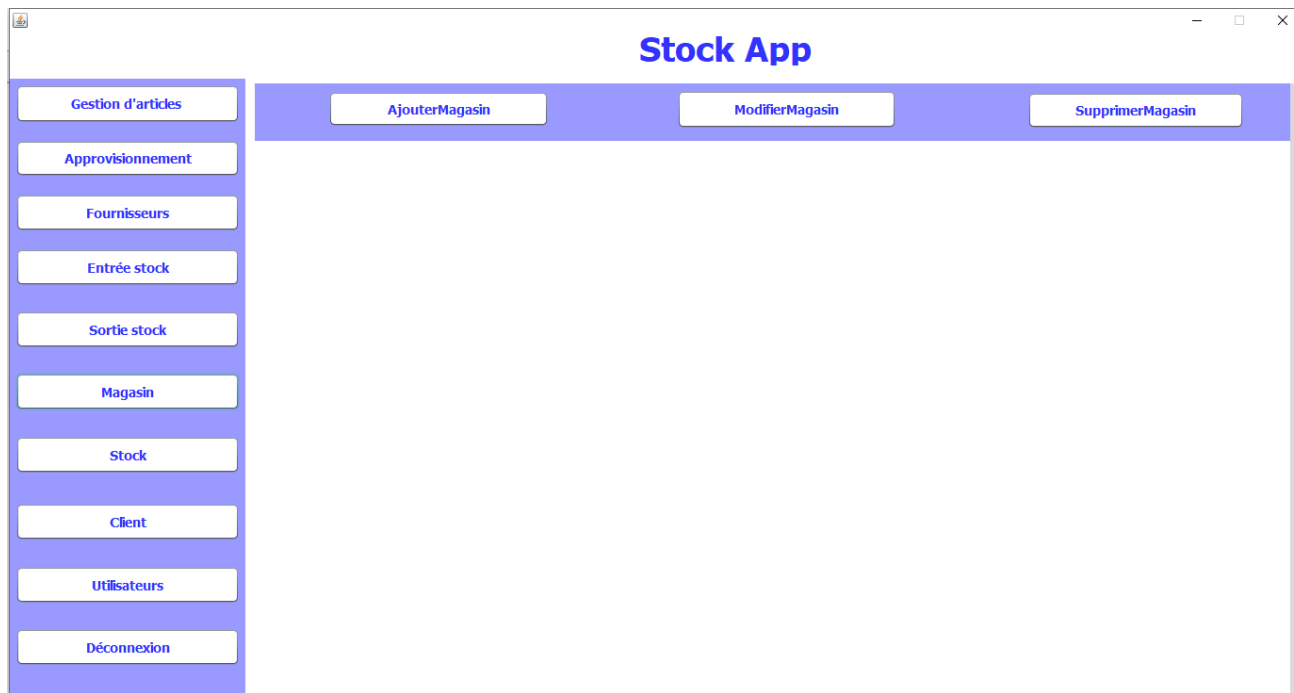 Stock App
Gestion d'articles
AjouterMagasin
ModifierMagasin
SupprimerMagasin
Approvisionnement
Fournisseurs
Entrée stock
Sortie stock
Magasin
Stock
Client
Utilisateurs
Déconnexion